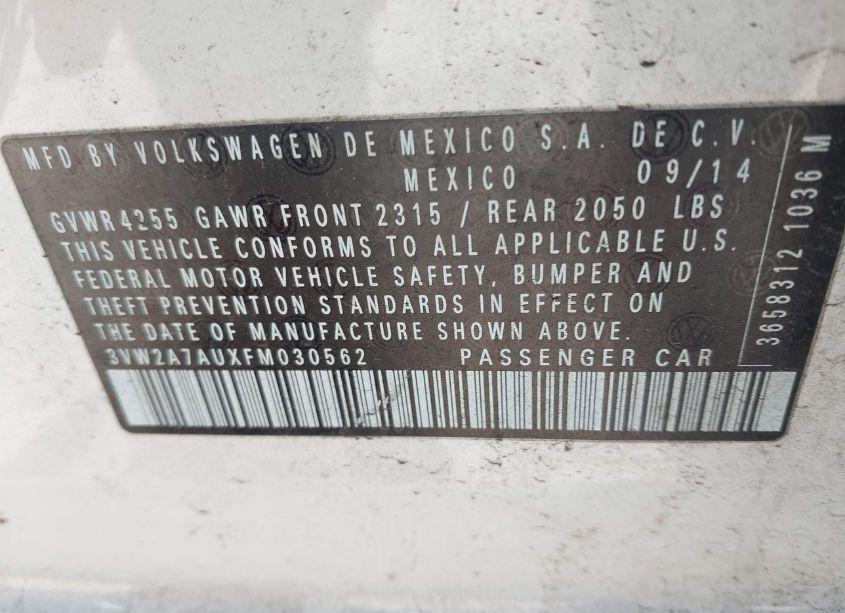 MFD BY VOLKSWAGEN DE MEXICO S.A. DE C.V.
MEXICO 09/14
GVWR 4255 GAWR FRONT 2315 / REAR 2050 LBS
THIS VEHICLE CONFORMS TO ALL APPLICABLE U.S.
FEDERAL MOTOR VEHICLE SAFETY, BUMPER AND
THEFT PREVENTION STANDARDS IN EFFECT ON
THE DATE OF MANUFACTURE SHOWN ABOVE.
3VW2A7AUXFM030562 PASSENGER CAR
3658312 1036 M